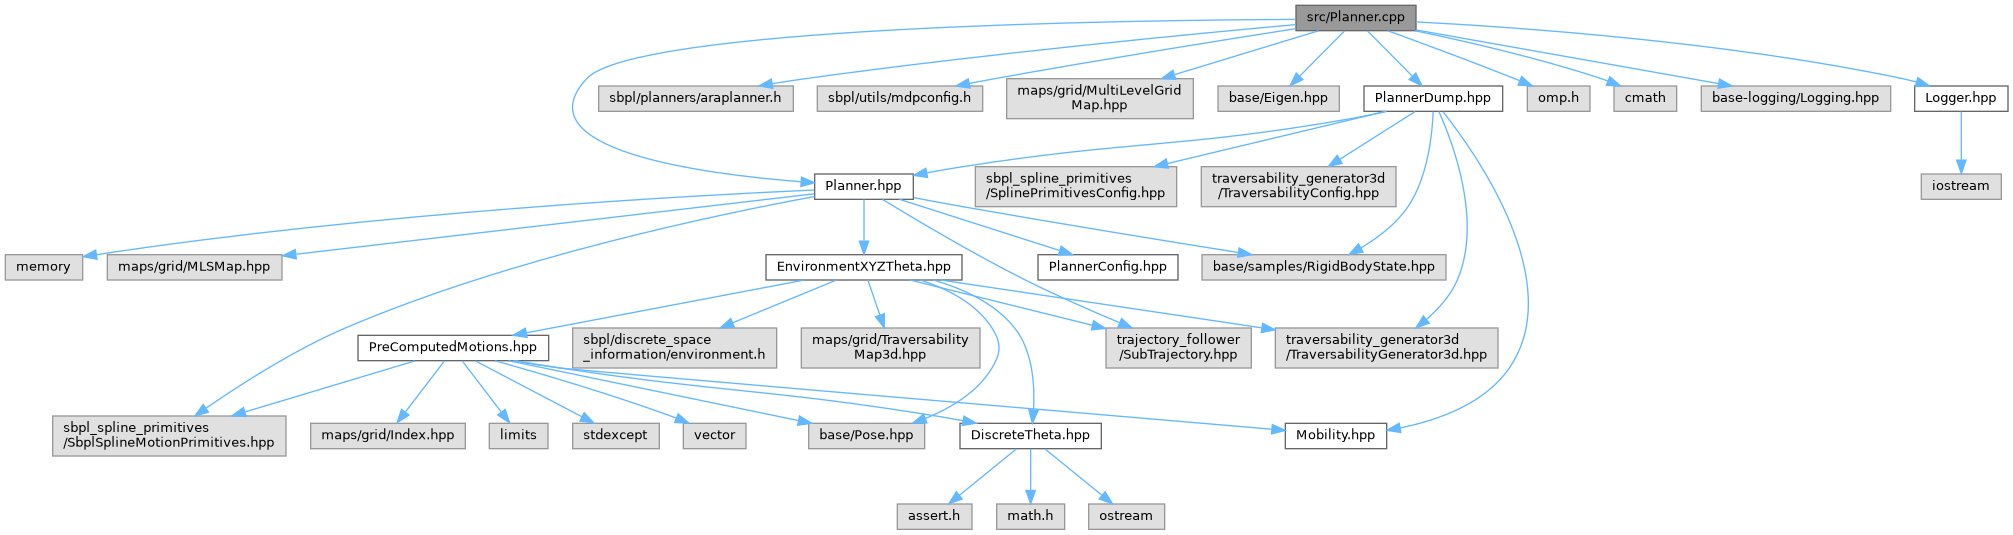 src/Planner.cpp
sbpl/planners/araplanner.h
sbpl/utils/mdpconfig.h
maps/grid/MultiLevelGrid
Map.hpp
base/Eigen.hpp
PlannerDump.hpp
omp.h
cmath
base-logging/Logging.hpp
Logger.hpp
Planner.hpp
sbpl_spline_primitives
/SplinePrimitivesConfig.hpp
traversability_generator3d
/TraversabilityConfig.hpp
iostream
memory
maps/grid/MLSMap.hpp
EnvironmentXYZTheta.hpp
PlannerConfig.hpp
base/samples/RigidBodyState.hpp
PreComputedMotions.hpp
sbpl/discrete_space
_information/environment.h
maps/grid/Traversability
Map3d.hpp
trajectory_follower
/SubTrajectory.hpp
traversability_generator3d
/TraversabilityGenerator3d.hpp
sbpl_spline_primitives
/SbplSplineMotionPrimitives.hpp
maps/grid/Index.hpp
limits
stdexcept
vector
base/Pose.hpp
DiscreteTheta.hpp
Mobility.hpp
assert.h
math.h
ostream